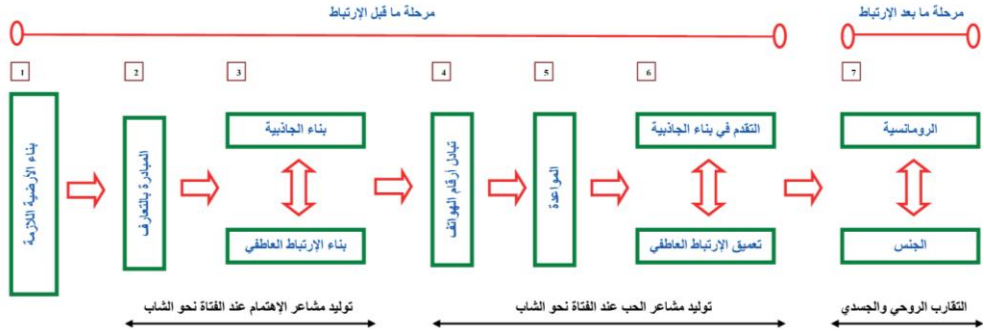 مرحلة ما قبل الإرتباط
مرحلة ما بعد الإرتباط
1
2
3
4
5
6
7
بناء الأرضية اللازمة
المبادرة بالتعارف
بناء الجاذبية
بناء الإرتباط العاطفي
تبادل أرقام الهواتف
المواعدة
التقدم في بناء الجاذبية
تعميق الإرتباط العاطفي
الرومانسية
الجنس
توليد مشاعر الإهتمام عند الفتاة نحو الشاب
توليد مشاعر الحب عند الفتاة نحو الشاب
التقارب الروحي والجسدي